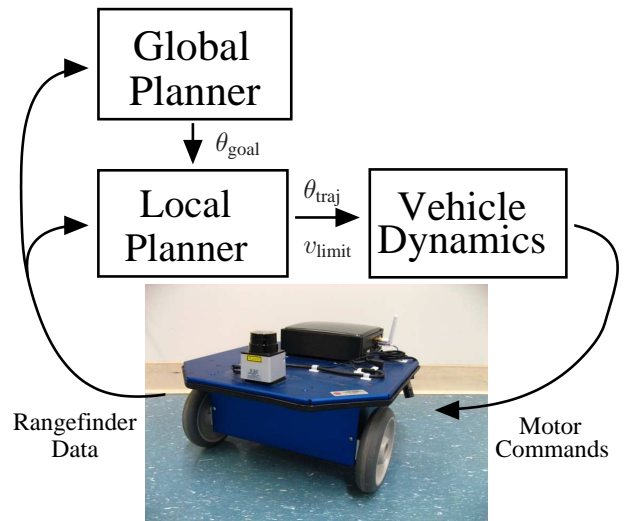 Global
Planner
θgoal
Local
Planner
θtraj
vlimit
Vehicle
Dynamics
Rangefinder
Data
Motor
Commands